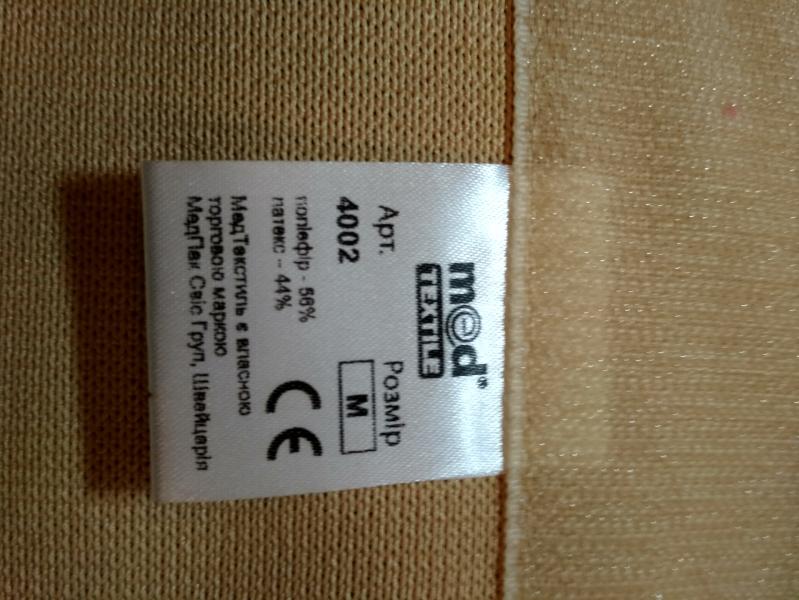 med®
TEXTILE
Арт. Розмір
4002 M
поліефір - 56%
латекс – 44%
CE
МедТекстиль є власною
торговою маркою
МедПак Свіс Груп, Швейцарія